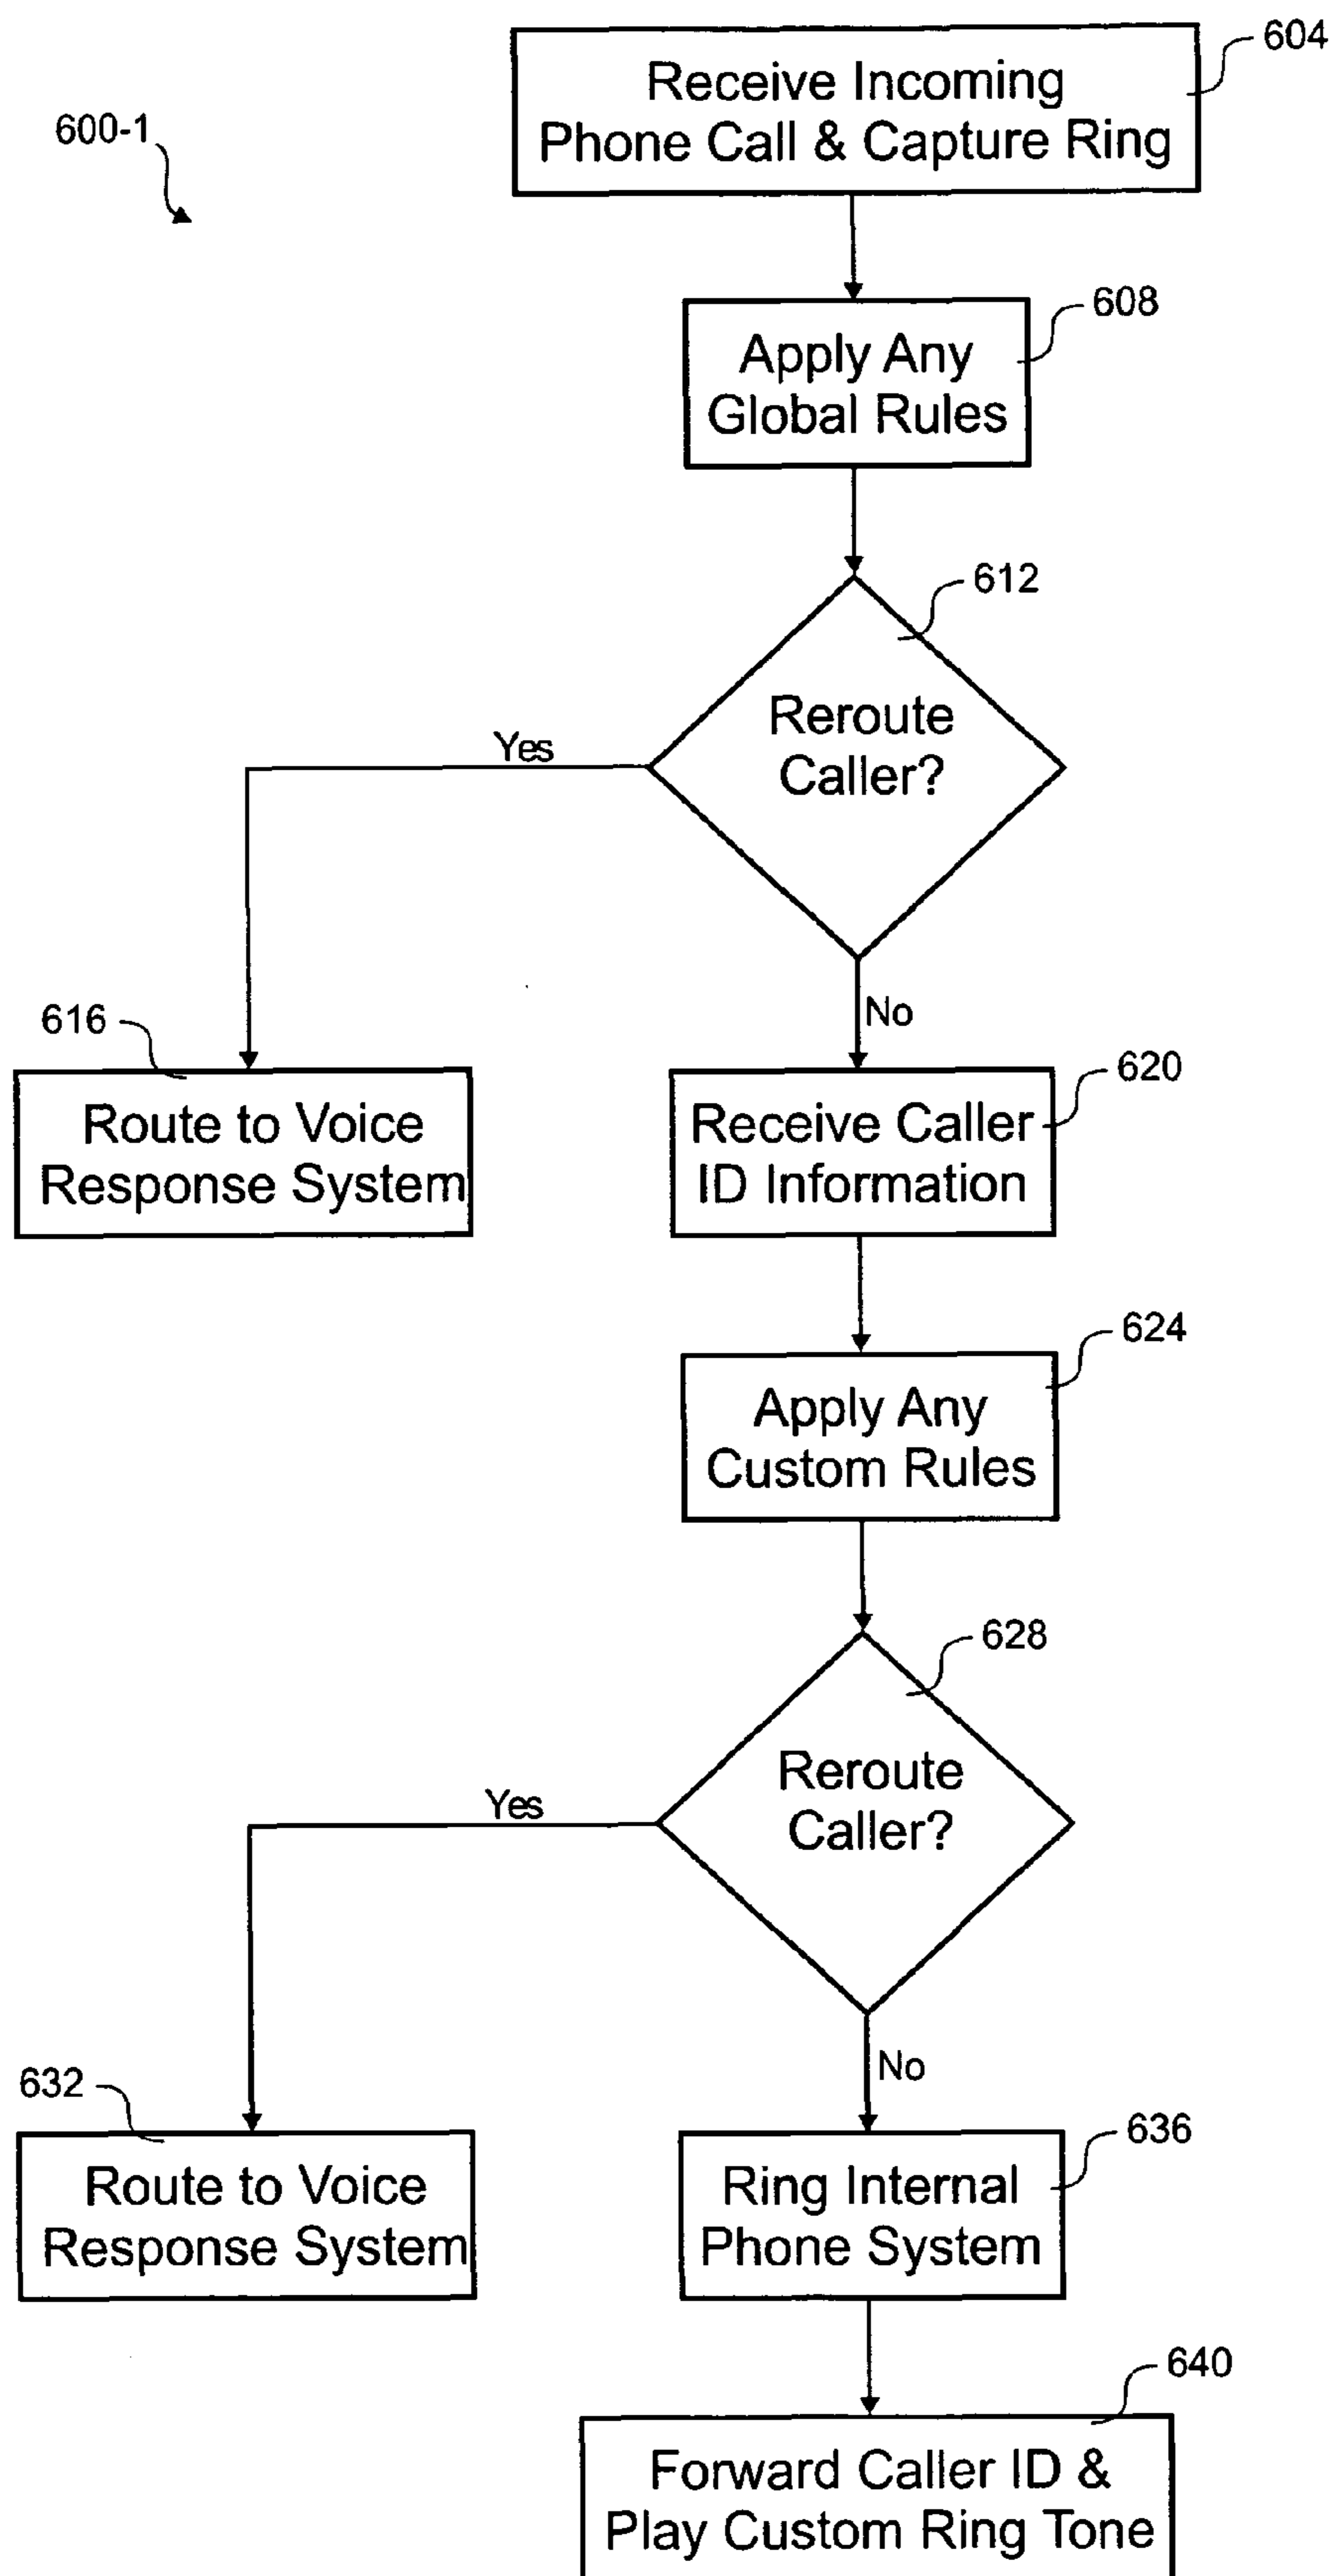 604
Receive Incoming
Phone Call & Capture Ring
600-1
608
Apply Any
Global Rules
612
Reroute
Caller?
Yes
No
616
Route to Voice
Response System
620
Receive Caller
ID Information
624
Apply Any
Custom Rules
628
Reroute
Caller?
Yes
No
632
Route to Voice
Response System
636
Ring Internal
Phone System
640
Forward Caller ID &
Play Custom Ring Tone